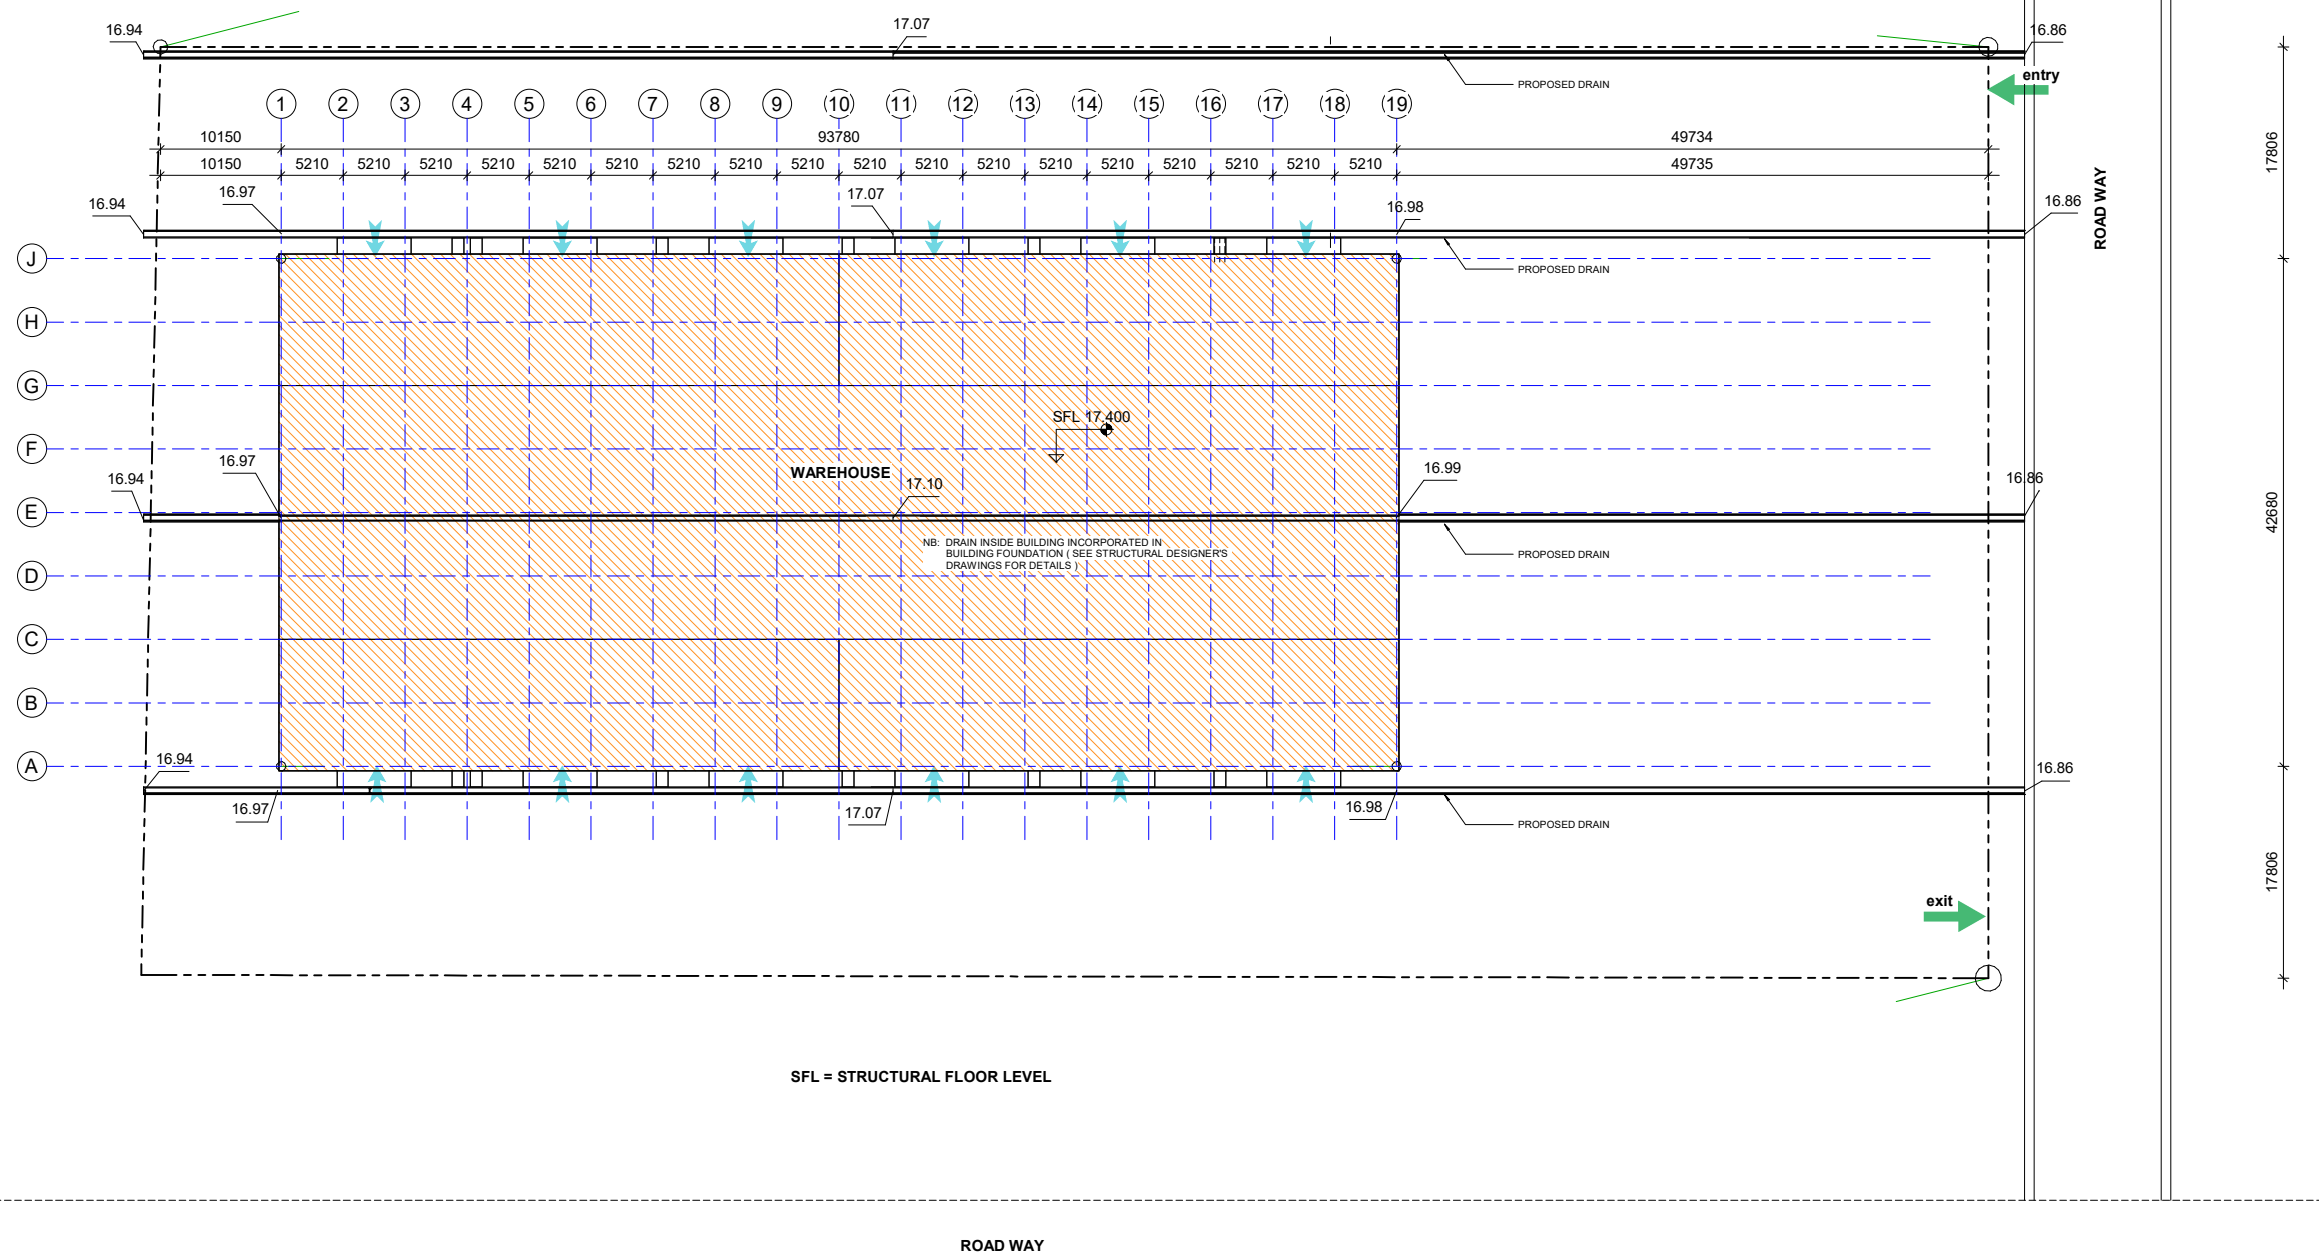 16.94
17.07
16.86
entry
PROPOSED DRAIN
1 2 3 4 5 6 7 8 9 10 11 12 13 14 15 16 17 18 19
10150 93780 49734
10150 5210 5210 5210 5210 5210 5210 5210 5210 5210 5210 5210 5210 5210 5210 5210 5210 5210 5210 49735
17806
ROAD WAY
16.94
16.97
17.07
16.98
16.86
J
PROPOSED DRAIN
H
G
SFL 17.400
F
16.97
WAREHOUSE
16.99
16.94
17.10
16.86
E
42680
NB: DRAIN INSIDE BUILDING INCORPORATED IN
BUILDING FOUNDATION ( SEE STRUCTURAL DESIGNER'S
DRAWINGS FOR DETAILS )
PROPOSED DRAIN
D
C
B
A
16.94
16.86
16.97
17.07
16.98
PROPOSED DRAIN
17806
exit
SFL = STRUCTURAL FLOOR LEVEL
ROAD WAY